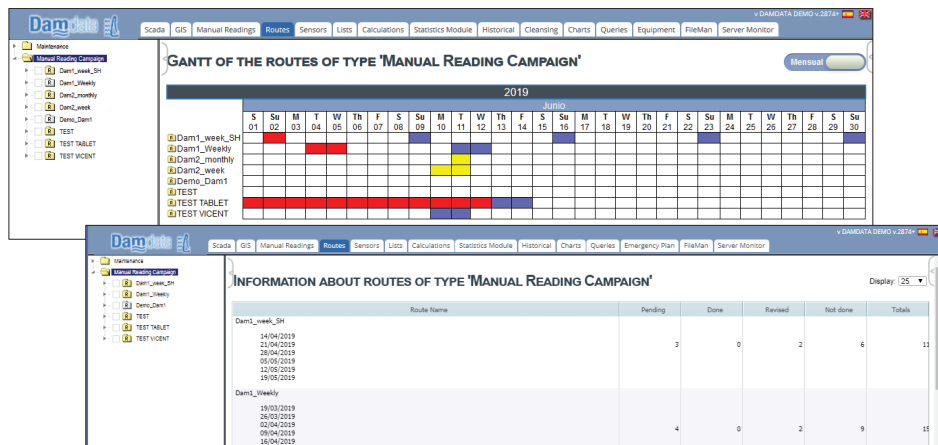 v DAMDATA DEMO v.2874+
Damdata
Scada GIS Manual Readings Routes Sensors Lists Calculations Statistics Module Historical Cleansing Charts Queries Equipment FileMan Server Monitor
Maintenance
Manual Reading Campaign
R Dam1_week_SH
R Dam1_Weekly
R Dam2_monthly
R Dam2_week
R Demo_Dam1
R TEST
R TEST TABLET
R TEST VICENT
GANTT OF THE ROUTES OF TYPE 'MANUAL READING CAMPAIGN'
Mensual
2019
Junio
S Su M T W Th F S Su M T W Th F S Su M T W Th F S Su M T W Th F S Su
01 02 03 04 05 06 07 08 09 10 11 12 13 14 15 16 17 18 19 20 21 22 23 24 25 26 27 28 29 30
R Dam1_week_SH
R Dam1_Weekly
R Dam2_monthly
R Dam2_week
R Demo_Dam1
R TEST
R TEST TABLET
R TEST VICENT
v DAMDATA DEMO v.2874+
Damdata
Scada GIS Manual Readings Routes Sensors Lists Calculations Statistics Module Historical Charts Queries Emergency Plan FileMan Server Monitor
Maintenance
Manual Reading Campaign
R Dam1_week_SH
R Dam1_Weekly
R Demo_Dam1
R TEST
R TEST TABLET
R TEST VICENT
INFORMATION ABOUT ROUTES OF TYPE 'MANUAL READING CAMPAIGN'
Display: 25
Route Name Pending Done Revised Not done Totals
Dam1_week_SH
14/04/2019
21/04/2019 3 0 2 6 11
28/04/2019
05/05/2019
12/05/2019
19/05/2019
Dam1_Weekly
19/03/2019
26/03/2019
02/04/2019
09/04/2019 4 0 2 9 15
16/04/2019